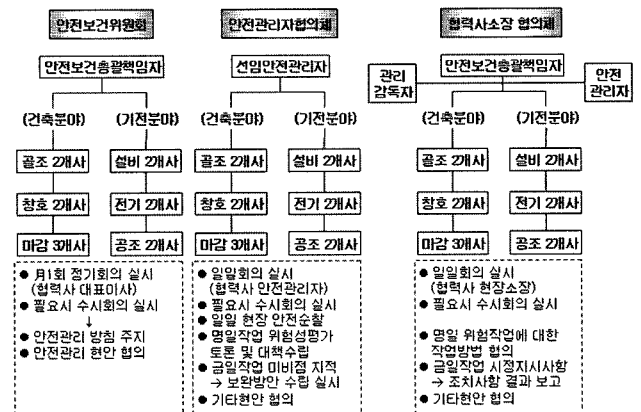 안전보건위원회
안전보건총괄책임자
(건축분야) (기전분야)
골조 2개사 설비 2개사
창호 2개사 전기 2개사
마감 3개사 공조 2개사
● 月1회 정기회의 실시
(협력사 대표이사)
● 필요시 수시회의 실시
↓
● 안전관리 방침 주지
● 안전관리 현안 협의
안전관리자협의체
선임안전관리자
(건축분야) (기전분야)
골조 2개사 설비 2개사
창호 2개사 전기 2개사
마감 3개사 공조 2개사
● 일일회의 실시
(협력사 안전관리자)
● 필요시 수시회의 실시
● 일일 현장 안전순찰
● 명일작업 위험성평가
토론 및 대책수립
● 금일작업 미비점 지적
→ 보완방안 수립 실시
● 기타현안 협의
협력사소장 협의체
안전보건총괄책임자
관리
감독자
안전
관리자
(건축분야) (기전분야)
골조 2개사 설비 2개사
창호 2개사 전기 2개사
마감 3개사 공조 2개사
● 일일회의 실시
(협력사 현장소장)
● 필요시 수시회의 실시
● 명일 위험작업에 대한
작업방법 협의
● 금일작업 시정지시사항
→ 조치사항 결과 보고
● 기타현안 협의